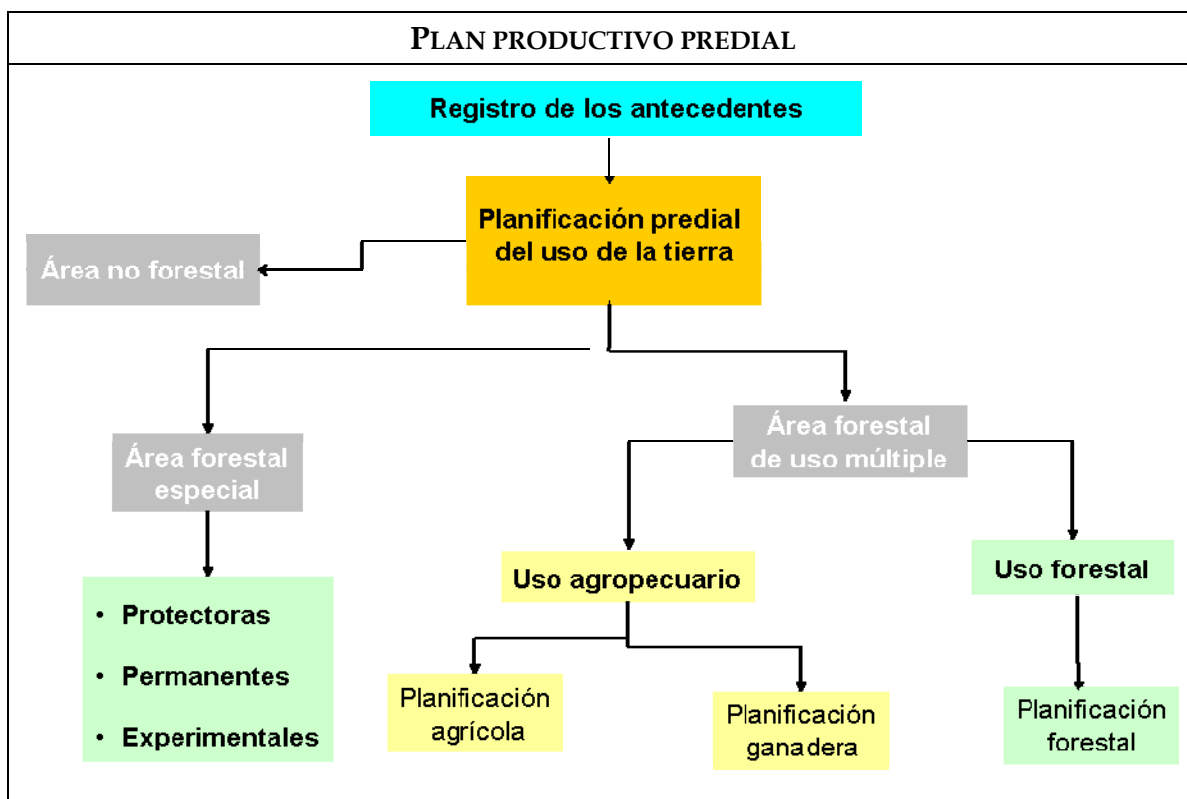 PLAN PRODUCTIVO PREDIAL
Registro de los antecedentes
Planificación predial
del uso de la tierra
Área no forestal
Área forestal
de uso múltiple
Área forestal
especial
Uso agropecuario
Uso forestal
• Protectoras
• Permanentes
• Experimentales
Planificación
agrícola
Planificación
ganadera
Planificación
forestal